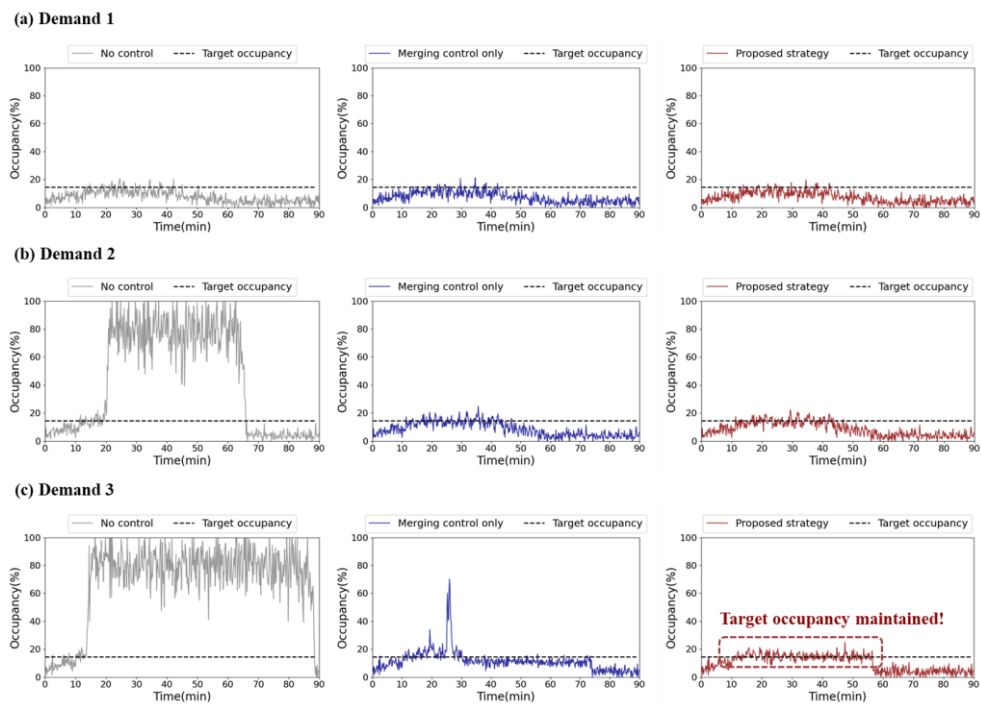 (a) Demand 1
No control Target occupancy
Merging control only Target occupancy
Proposed strategy Target occupancy
Occupancy(%)
100
80
60
40
20
0
0 10 20 30 40 50 60 70 80 90
Time(min)
Occupancy(%)
100
80
60
40
20
0
0 10 20 30 40 50 60 70 80 90
Time(min)
Occupancy(%)
100
80
60
40
20
0
0 10 20 30 40 50 60 70 80 90
Time(min)
(b) Demand 2
No control Target occupancy
Merging control only Target occupancy
Proposed strategy Target occupancy
Occupancy(%)
100
80
60
40
20
0
0 10 20 30 40 50 60 70 80 90
Time(min)
Occupancy(%)
100
80
60
40
20
0
0 10 20 30 40 50 60 70 80 90
Time(min)
Occupancy(%)
100
80
60
40
20
0
0 10 20 30 40 50 60 70 80 90
Time(min)
(c) Demand 3
No control Target occupancy
Merging control only Target occupancy
Proposed strategy Target occupancy
Occupancy(%)
100
80
60
40
20
0
0 10 20 30 40 50 60 70 80 90
Time(min)
Occupancy(%)
100
80
60
40
20
0
0 10 20 30 40 50 60 70 80 90
Time(min)
Occupancy(%)
100
80
60
40
20
0
Target occupancy maintained!
0 10 20 30 40 50 60 70 80 90
Time(min)